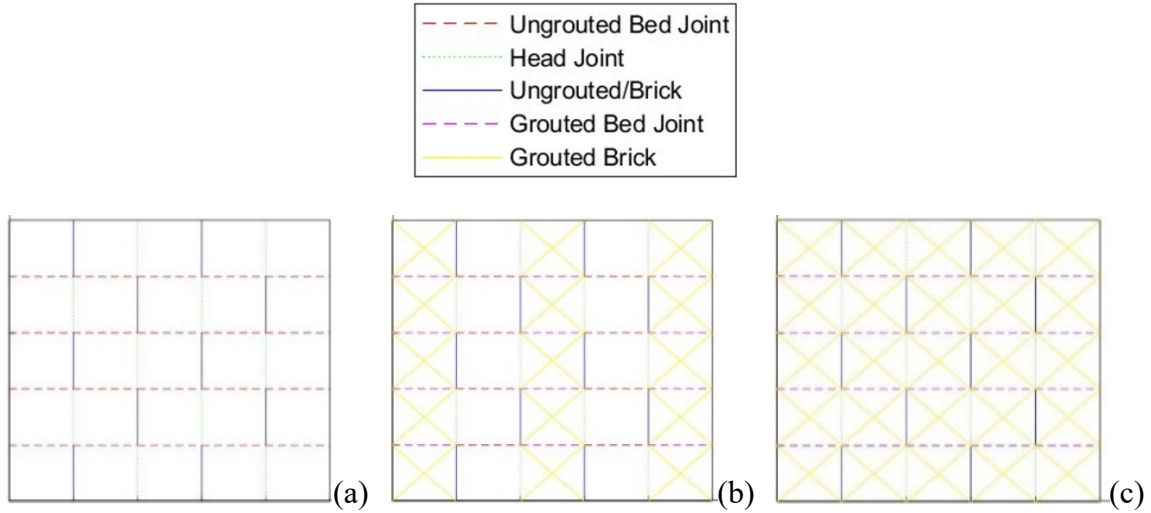 Ungrouted Bed Joint
Head Joint
Ungrouted/Brick
Grouted Bed Joint
Grouted Brick
(a) (b) (c)